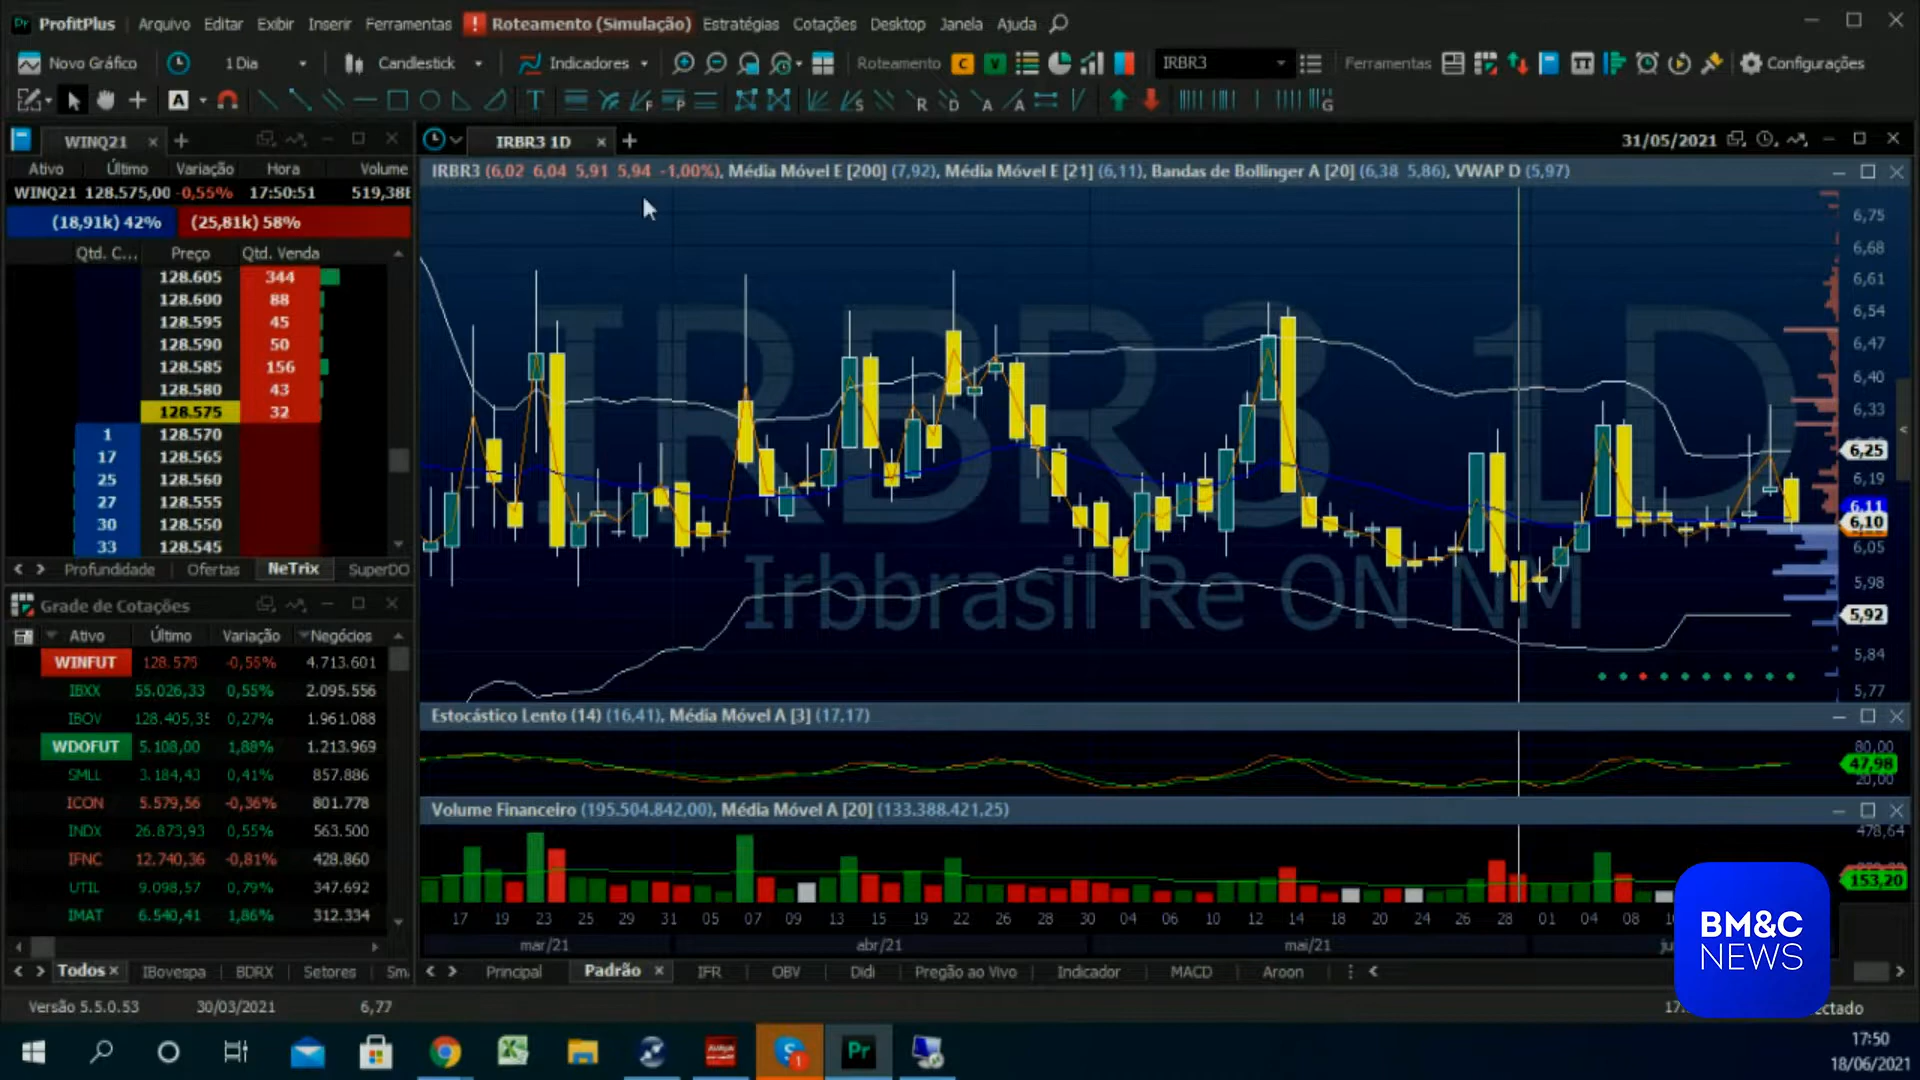 ProfitPlus Arquivo Editar Exibir Inserir Ferramentas ! Roteamento (Simulação) Estratégias Cotações Desktop Janela Ajuda
Novo Gráfico 1 Dia Candlestick Indicadores Roteamento C V IRBR3 Ferramentas Configurações
WINQ21
Ativo Último Variação Hora Volume
WINQ21 128.575,00 -0,55% 17:50:51 519,38
(18,91k) 42% (25,81k) 58%
Qtd. C... Preço Qtd. Venda
128.605 344
128.600 88
128.595 45
128.590 50
128.585 156
128.580 43
128.575 32
1 128.570
17 128.565
25 128.560
27 128.555
30 128.550
33 128.545
Profundidade Ofertas NeTrix SuperDO
Grade de Cotações
Ativo Último Variação Negócios
WINFUT 128.575 -0,55% 4.713.601
IBXX 55.026,33 0,55% 2.095.556
IBOV 128.405,35 0,27% 1.961.088
WDOFUT 5.108,00 1,88% 1.213.969
SMLL 3.184,43 0,41% 857.886
ICON 5.579,56 -0,36% 801.778
INDX 26.873,93 0,55% 563.500
IFNC 12.740,36 -0,81% 428.860
UTIL 9.098,57 0,79% 347.692
IMAT 6.540,41 1,86% 312.334
Todos IBovespa BDRX Setores Sm
IRBR3 1D 31/05/2021
IRBR3 (6,02 6,04 5,91 5,94 -1,00%), Média Móvel E [200] (7,92), Média Móvel E [21] (6,11), Bandas de Bollinger A [20] (6,38 5,86), VWAP D (5,97)
IRBR3 1D
Irbbrasil Re ON NM
6,75
6,68
6,61
6,54
6,47
6,40
6,33
6,25
6,19
6,11
6,10
6,05
5,98
5,92
5,84
5,77
Estocástico Lento (14) (16,41), Média Móvel A [3] (17,17)
80,00
47,98
20,00
Volume Financeiro (195.504.842,00), Média Móvel A [20] (133.388.421,25)
478,64
153,20
17 19 23 25 29 31 05 07 09 13 15 19 22 26 28 30 04 06 10 12 14 18 20 24 26 28 01 04 08
mar/21 abr/21 mai/21
Principal Padrão IFR OBV Didi Pregão ao Vivo Indicador MACD Aroon
BM&C
NEWS
Versão 5.5.0.53 30/03/2021 6,77
17:50
18/06/2021